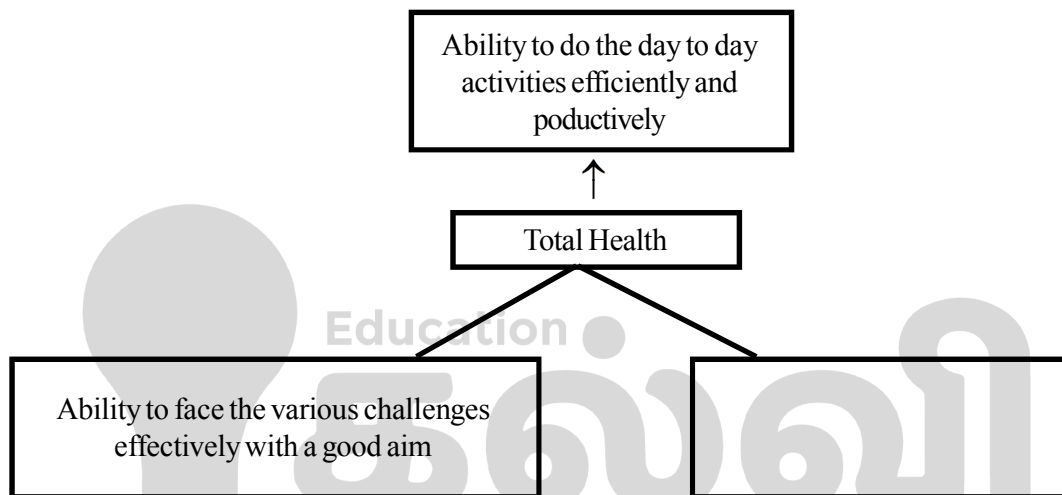 Ability to do the day to day
activities efficiently and
poductively
↑
Total Health
Education
கல்வி
Ability to face the various challenges
effectively with a good aim